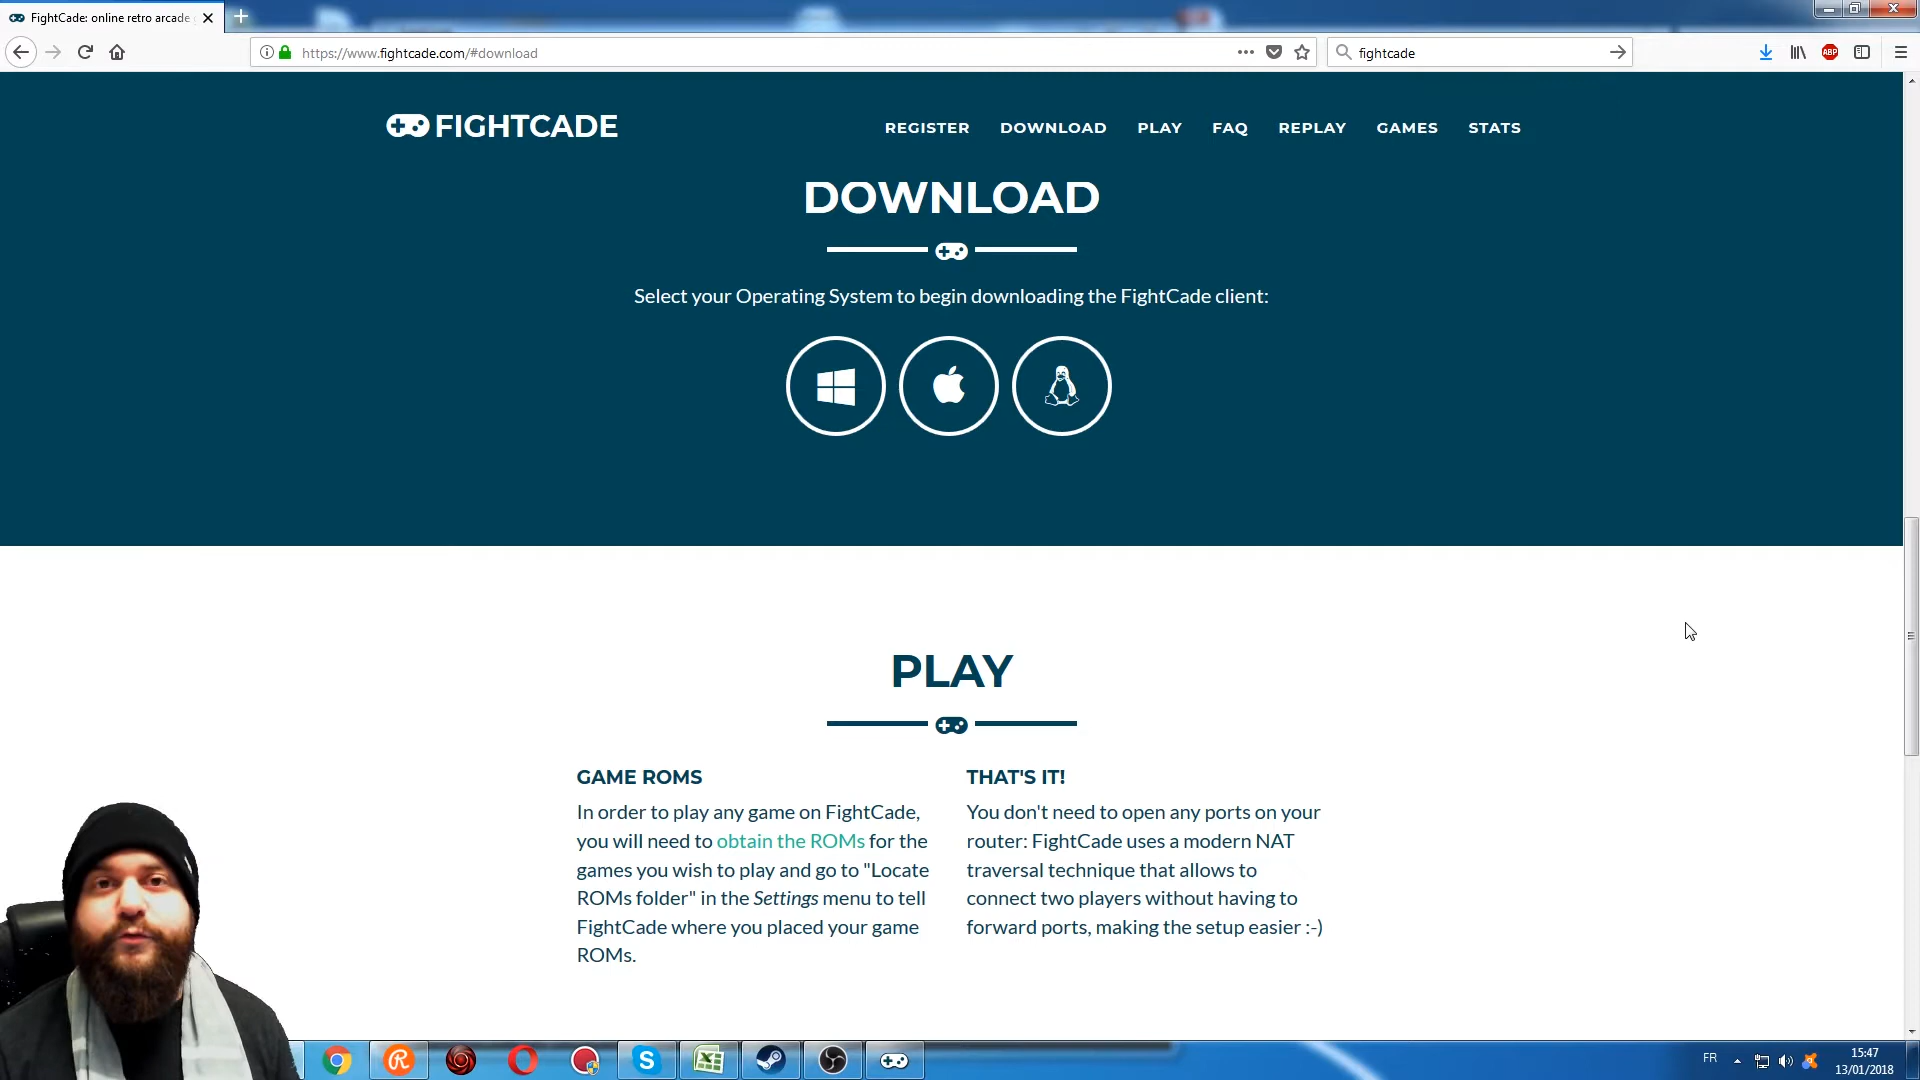 FightCade: online retro arcade
https://www.fightcade.com/#download
fightcade
ABP
FIGHTCADE
REGISTER DOWNLOAD PLAY FAQ REPLAY GAMES STATS
DOWNLOAD
Select your Operating System to begin downloading the FightCade client:
PLAY
GAME ROMS
In order to play any game on FightCade,
you will need to obtain the ROMs for the
games you wish to play and go to "Locate
ROMs folder" in the Settings menu to tell
FightCade where you placed your game
ROMs.
THAT'S IT!
You don't need to open any ports on your
router: FightCade uses a modern NAT
traversal technique that allows to
connect two players without having to
forward ports, making the setup easier :-)
FR
15:47
13/01/2018